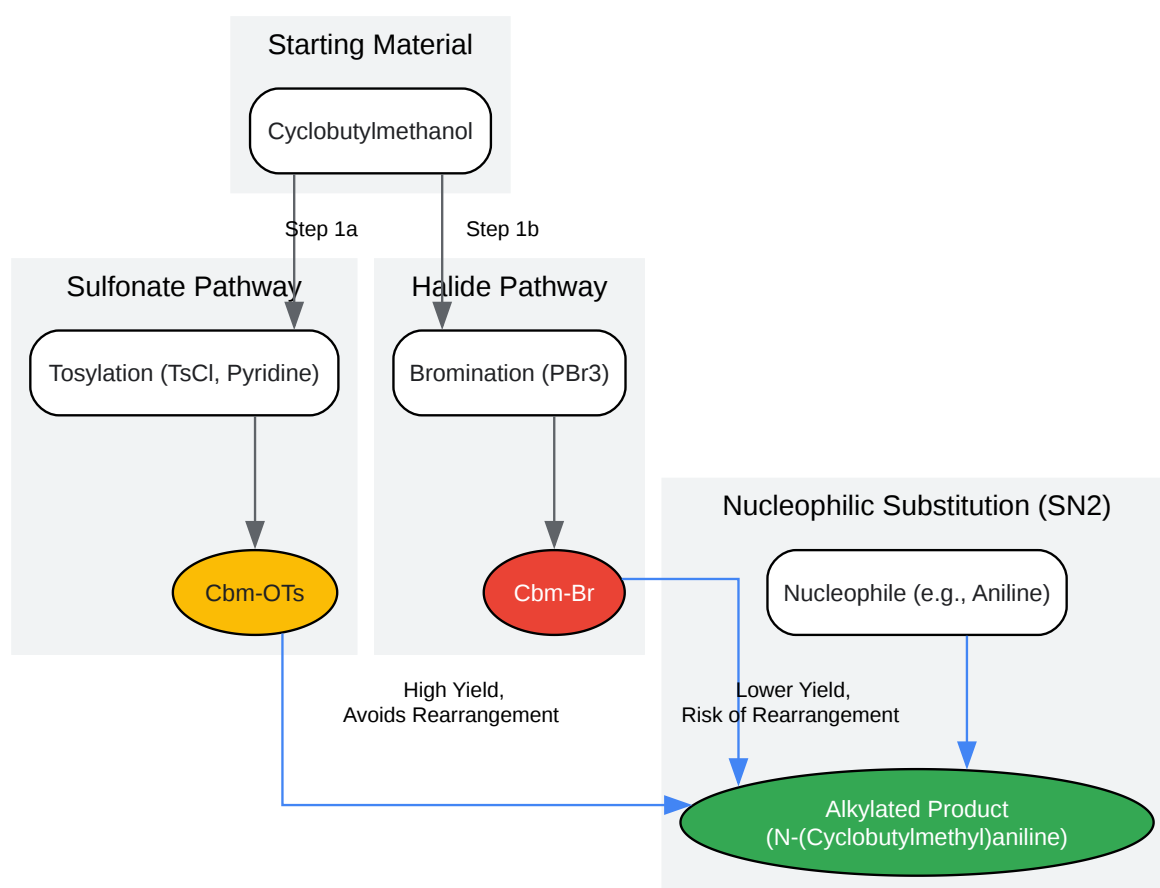 Starting Material
Cyclobutylmethanol
Step 1a
Step 1b
Sulfonate Pathway
Halide Pathway
Tosylation (TsCl, Pyridine)
Bromination (PBr3)
Nucleophilic Substitution (SN2)
Cbm-OTs
Cbm-Br
Nucleophile (e.g., Aniline)
High Yield,
Avoids Rearrangement
Lower Yield,
Risk of Rearrangement
Alkylated Product
(N-(Cyclobutylmethyl)aniline)